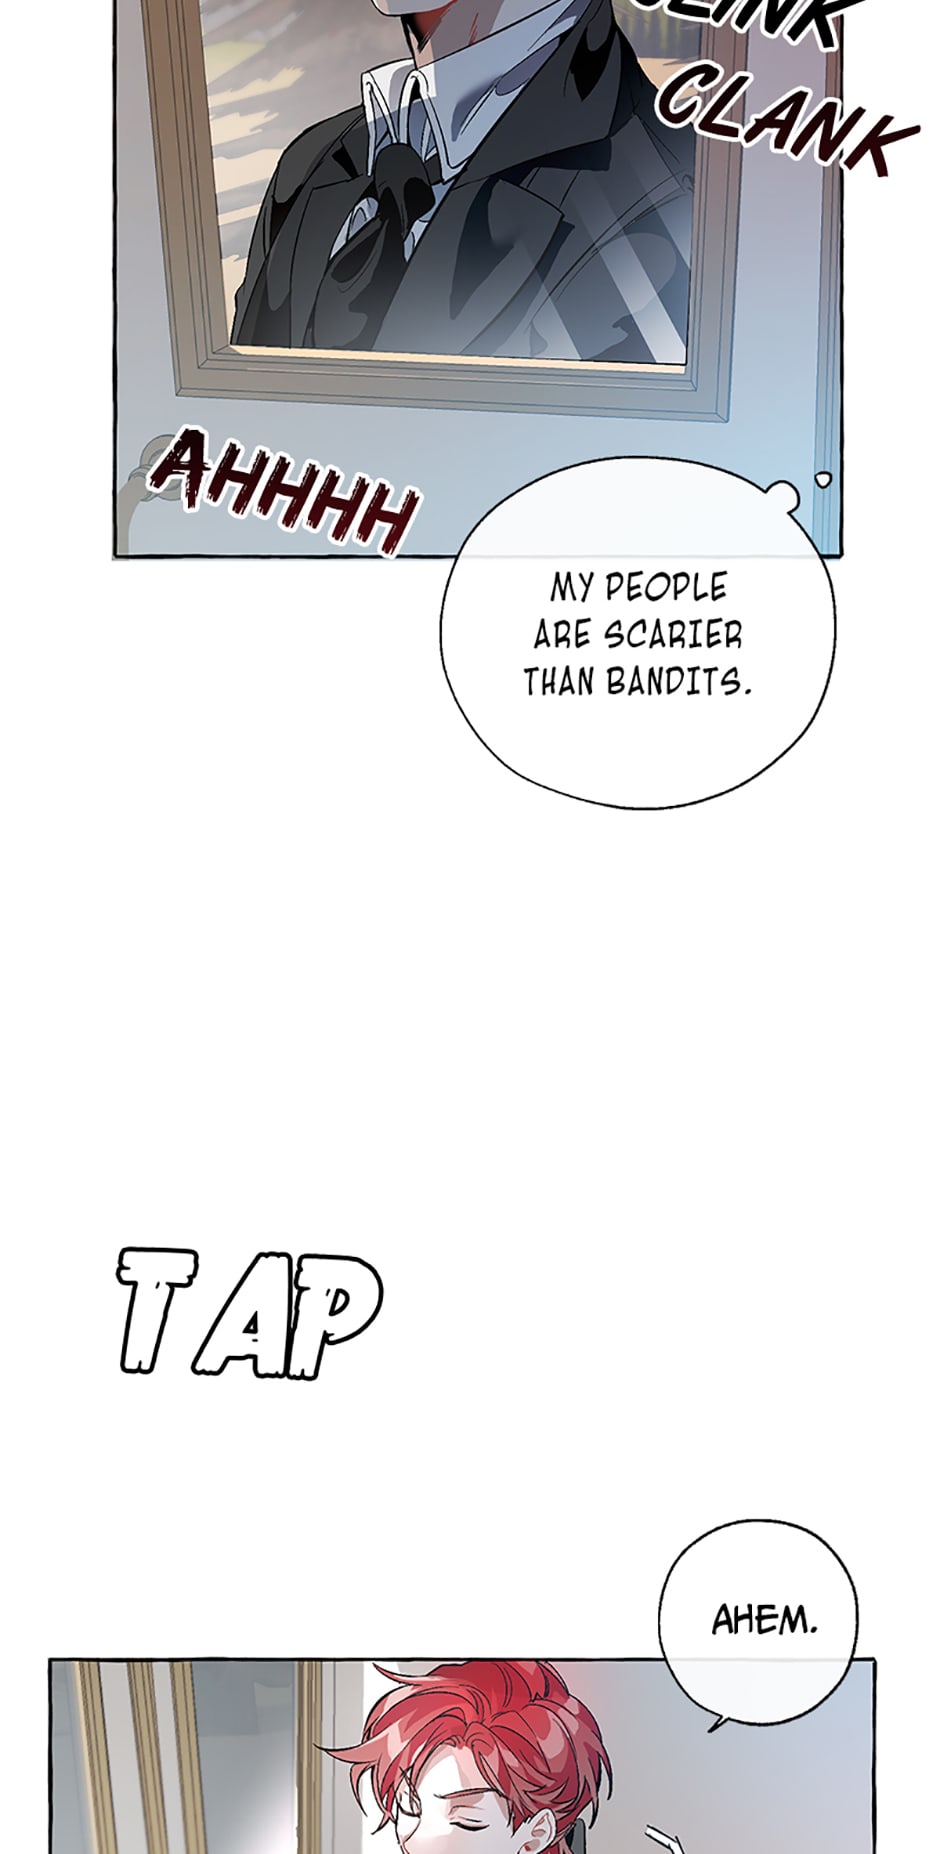 CLANK
AHHHH
MY PEOPLE
ARE SCARIER
THAN BANDITS.
TAP
AHEM.